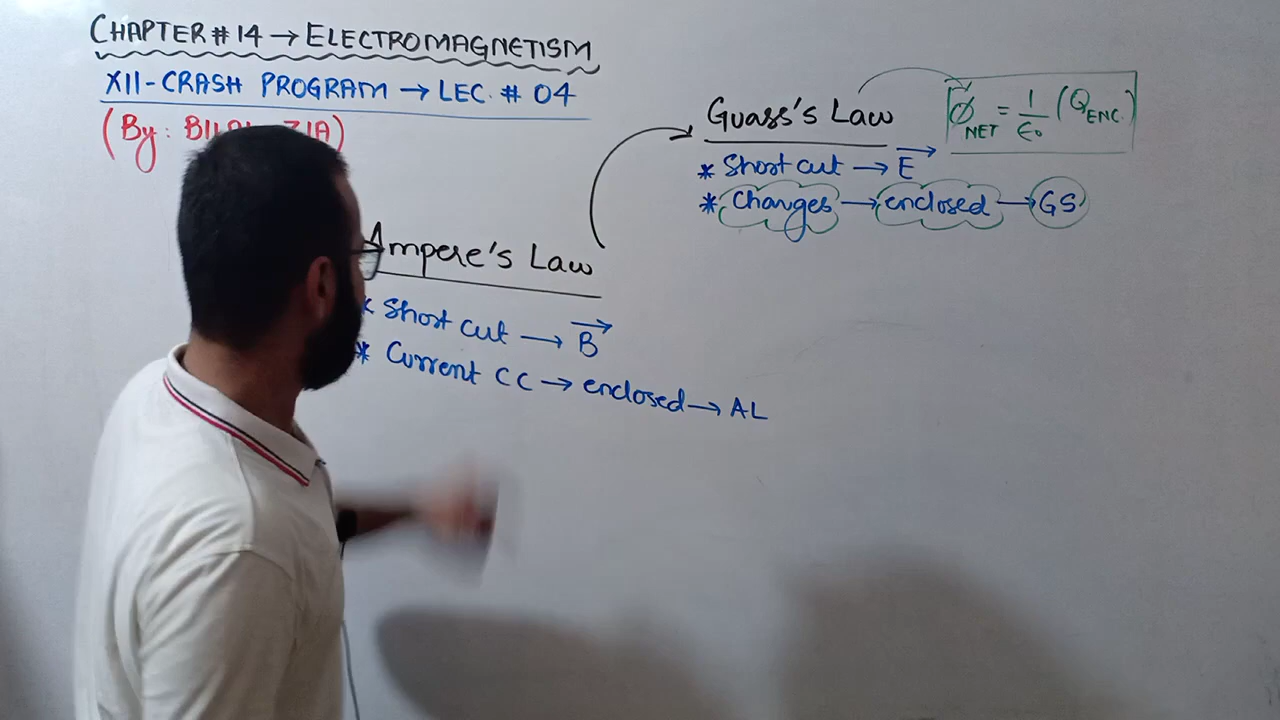 CHAPTER # 14 → ELECTROMAGNETISM
XII-CRASH PROGRAM → LEC. # 04
(By:
Guass's Law
* Short cut → E
* Changes → enclosed → GS
Ø NET = 1/ε₀ (Q ENC.)
Ampere's Law
* Short cut → B
* Current CC → enclosed → AL